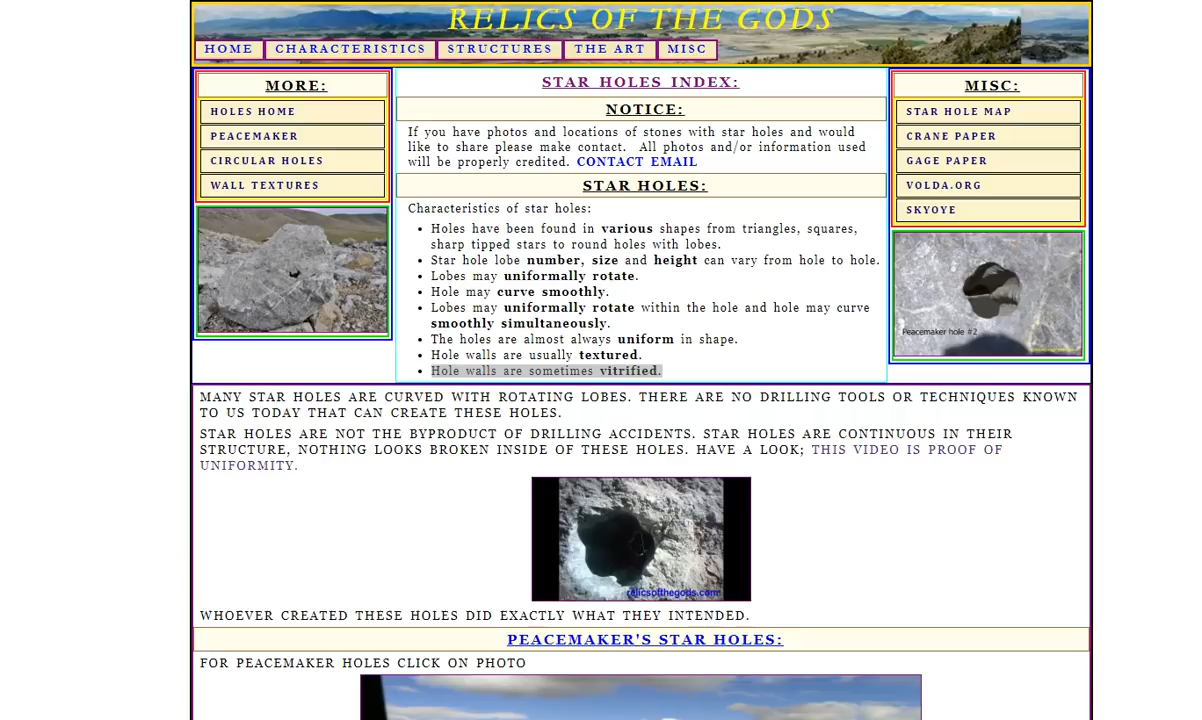 RELICS OF THE GODS
HOME CHARACTERISTICS STRUCTURES THE ART MISC
MORE:
HOLES HOME
PEACEMAKER
CIRCULAR HOLES
WALL TEXTURES
STAR HOLES INDEX:
NOTICE:
If you have photos and locations of stones with star holes and would
like to share please make contact. All photos and/or information used
will be properly credited. CONTACT EMAIL
STAR HOLES:
Characteristics of star holes:
• Holes have been found in various shapes from triangles, squares,
sharp tipped stars to round holes with lobes.
• Star hole lobe number, size and height can vary from hole to hole.
• Lobes may uniformally rotate.
• Hole may curve smoothly.
• Lobes may uniformally rotate within the hole and hole may curve
smoothly simultaneously.
• The holes are almost always uniform in shape.
• Hole walls are usually textured.
• Hole walls are sometimes vitrified.
MISC:
STAR HOLE MAP
CRANE PAPER
GAGE PAPER
VOLDA.ORG
SKYOYE
Peacemaker hole #2
MANY STAR HOLES ARE CURVED WITH ROTATING LOBES. THERE ARE NO DRILLING TOOLS OR TECHNIQUES KNOWN
TO US TODAY THAT CAN CREATE THESE HOLES.
STAR HOLES ARE NOT THE BYPRODUCT OF DRILLING ACCIDENTS. STAR HOLES ARE CONTINUOUS IN THEIR
STRUCTURE, NOTHING LOOKS BROKEN INSIDE OF THESE HOLES. HAVE A LOOK; THIS VIDEO IS PROOF OF
UNIFORMITY.
relicsofthegods.com
WHOEVER CREATED THESE HOLES DID EXACTLY WHAT THEY INTENDED.
PEACEMAKER'S STAR HOLES:
FOR PEACEMAKER HOLES CLICK ON PHOTO